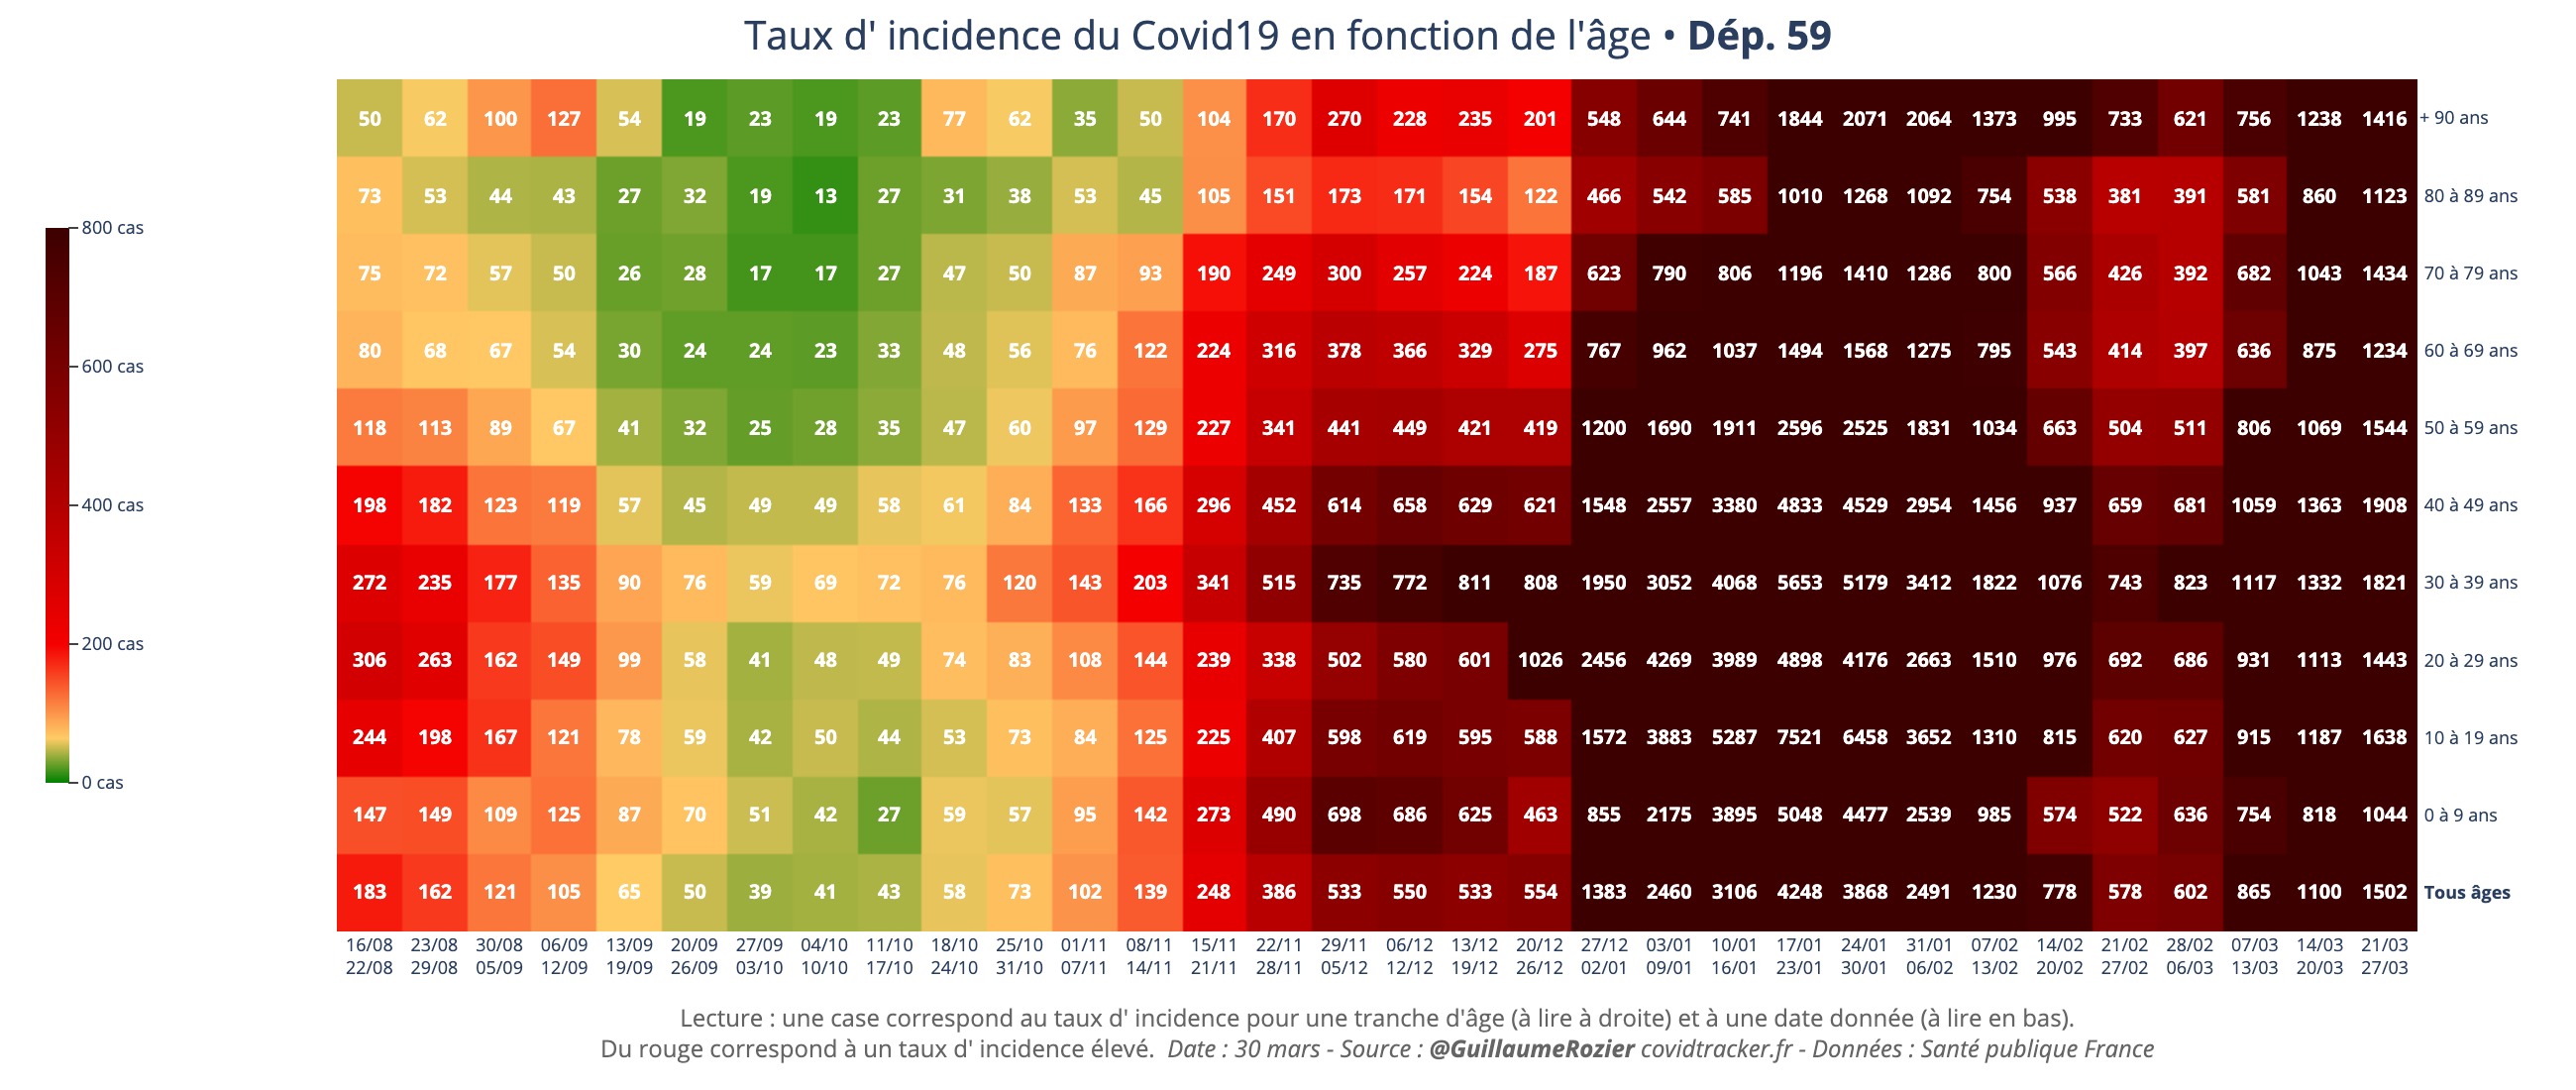 Taux d' incidence du Covid19 en fonction de l'âge • Dép. 59
800 cas
600 cas
400 cas
200 cas
0 cas
50 62 100 127 54 19 23 19 23 77 62 35 50 104 170 270 228 235 201 548 644 741 1844 2071 2064 1373 995 733 621 756 1238 1416 + 90 ans
73 53 44 43 27 32 19 13 27 31 38 53 45 105 151 173 171 154 122 466 542 585 1010 1268 1092 754 538 381 391 581 860 1123 80 à 89 ans
75 72 57 50 26 28 17 17 27 47 50 87 93 190 249 300 257 224 187 623 790 806 1196 1410 1286 800 566 426 392 682 1043 1434 70 à 79 ans
80 68 67 54 30 24 24 23 33 48 56 76 122 224 316 378 366 329 275 767 962 1037 1494 1568 1275 795 543 414 397 636 875 1234 60 à 69 ans
118 113 89 67 41 32 25 28 35 47 60 97 129 227 341 441 449 421 419 1200 1690 1911 2596 2525 1831 1034 663 504 511 806 1069 1544 50 à 59 ans
198 182 123 119 57 45 49 49 58 61 84 133 166 296 452 614 658 629 621 1548 2557 3380 4833 4529 2954 1456 937 659 681 1059 1363 1908 40 à 49 ans
272 235 177 135 90 76 59 69 72 76 120 143 203 341 515 735 772 811 808 1950 3052 4068 5653 5179 3412 1822 1076 743 823 1117 1332 1821 30 à 39 ans
306 263 162 149 99 58 41 48 49 74 83 108 144 239 338 502 580 601 1026 2456 4269 3989 4898 4176 2663 1510 976 692 686 931 1113 1443 20 à 29 ans
244 198 167 121 78 59 42 50 44 53 73 84 125 225 407 598 619 595 588 1572 3883 5287 7521 6458 3652 1310 815 620 627 915 1187 1638 10 à 19 ans
147 149 109 125 87 70 51 42 27 59 57 95 142 273 490 698 686 625 463 855 2175 3895 5048 4477 2539 985 574 522 636 754 818 1044 0 à 9 ans
183 162 121 105 65 50 39 41 43 58 73 102 139 248 386 533 550 533 554 1383 2460 3106 4248 3868 2491 1230 778 578 602 865 1100 1502 Tous âges
16/08 23/08 30/08 06/09 13/09 20/09 27/09 04/10 11/10 18/10 25/10 01/11 08/11 15/11 22/11 29/11 06/12 13/12 20/12 27/12 03/01 10/01 17/01 24/01 31/01 07/02 14/02 21/02 28/02 07/03 14/03 21/03
22/08 29/08 05/09 12/09 19/09 26/09 03/10 10/10 17/10 24/10 31/10 07/11 14/11 21/11 28/11 05/12 12/12 19/12 26/12 02/01 09/01 16/01 23/01 30/01 06/02 13/02 20/02 27/02 06/03 13/03 20/03 27/03
Lecture : une case correspond au taux d' incidence pour une tranche d'âge (à lire à droite) et à une date donnée (à lire en bas).
Du rouge correspond à un taux d' incidence élevé. Date : 30 mars - Source : @GuillaumeRozier covidtracker.fr - Données : Santé publique France